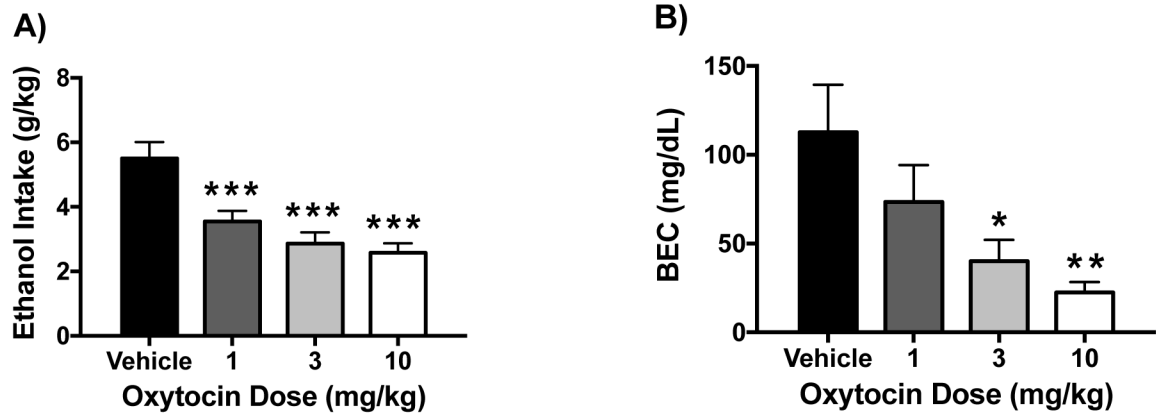 A)
Ethanol Intake (g/kg)
8
6
4
2
0
***
***
***
Vehicle 1 3 10
Oxytocin Dose (mg/kg)
B)
BEC (mg/dL)
150
100
50
0
*
**
Vehicle 1 3 10
Oxytocin Dose (mg/kg)